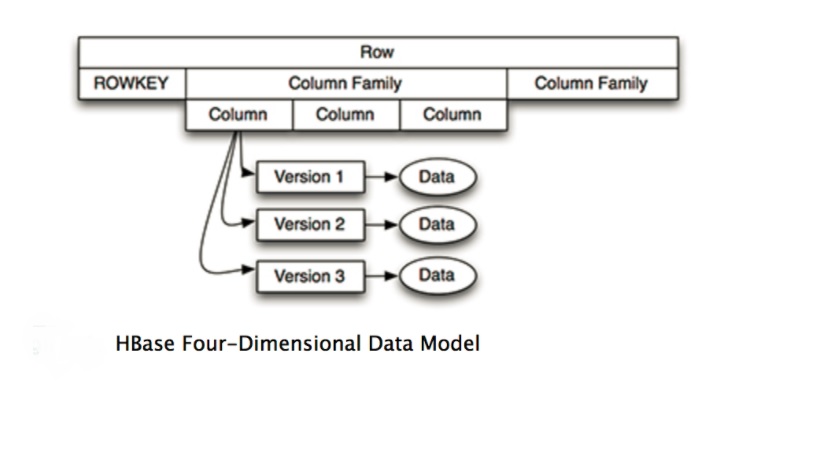 Row
ROWKEY Column Family Column Family
Column Column Column
Version 1 Data
Version 2 Data
Version 3 Data
HBase Four-Dimensional Data Model